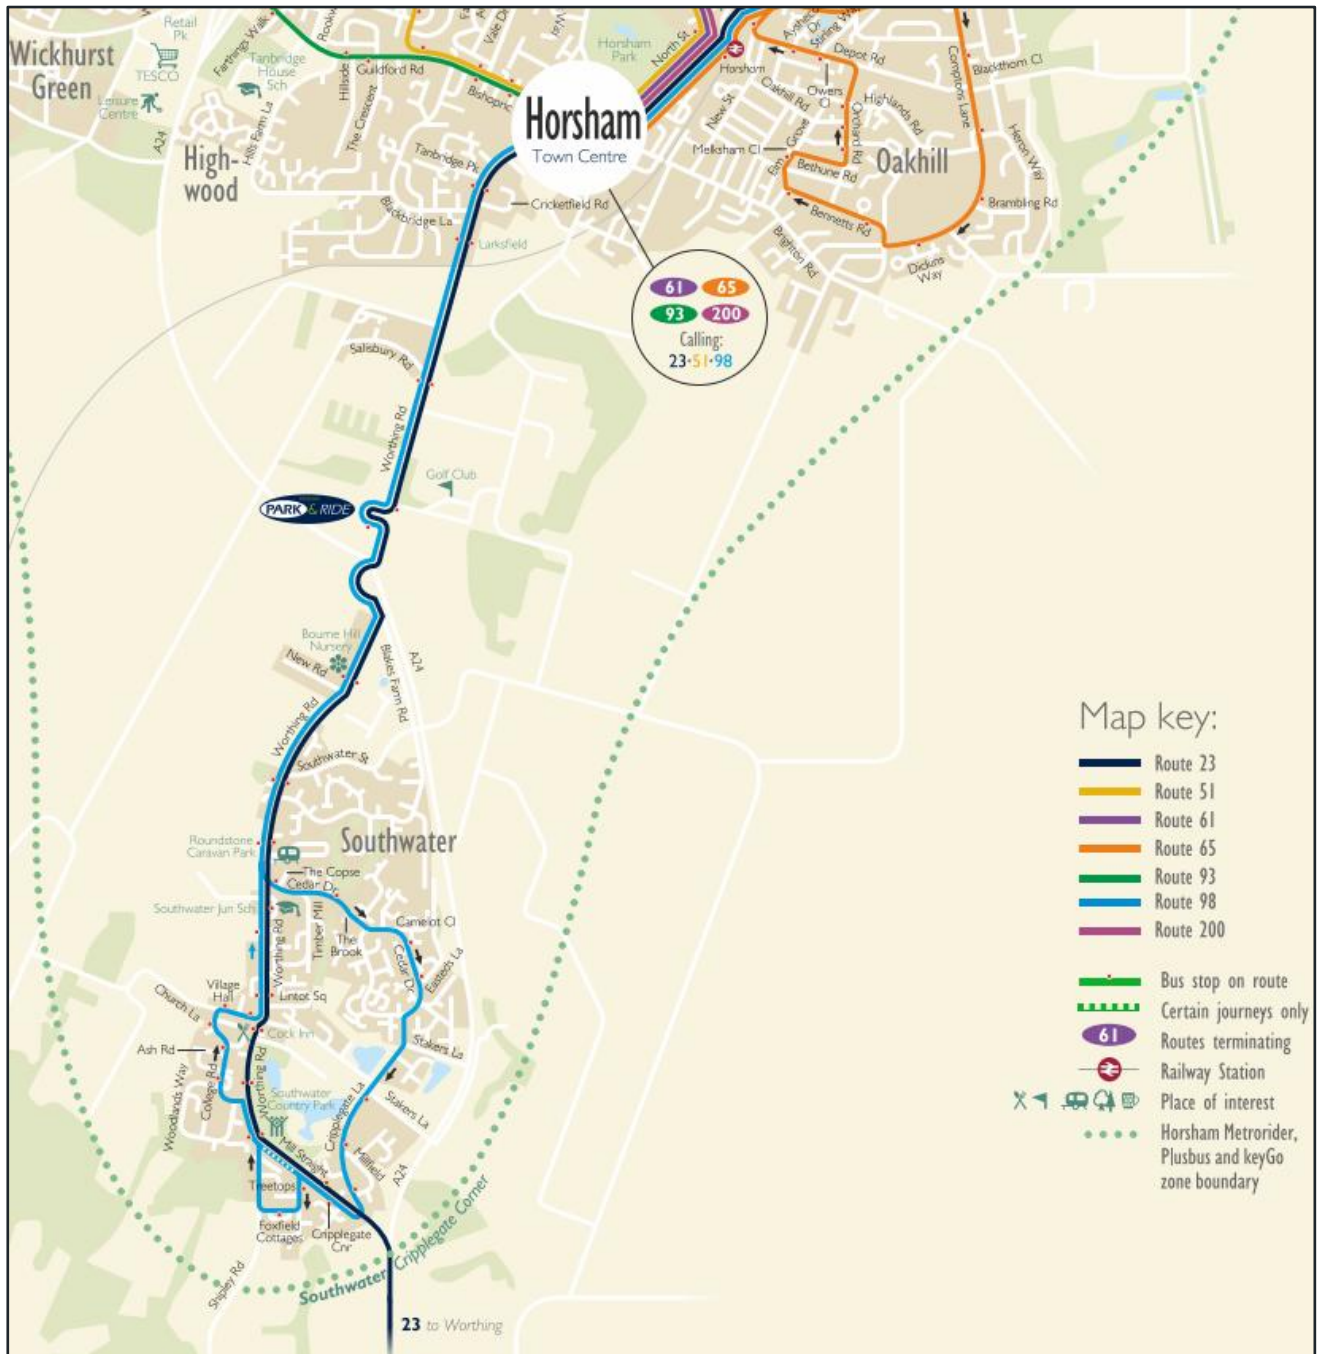 Wickhurst
Green
Retail
Pk
TESCO
Leisure
Centre
A24
Farthings Walk
Tanbridge
House
Sch
Hillside
Guildford Rd
The Crescent
Hills Farm La
High-
wood
Vale Dr
Bishopric
Horsham
Town Centre
Horsham
Park
North St
Horsham
Stirling Way
Depot Rd
Owers
Cl
Oakhill Rd
Highlands Rd
Orchard Rd
New St
Melksham Cl
Elm Grove
Bethune Rd
Oakhill
Bennetts Rd
Brighton Rd
Dickins
Way
Comptons Lane
Blackthorn Cl
Heron Way
Brambling Rd
Tanbridge Pk
Cricketfield Rd
Blackbridge La
Larksfield
61
65
93
200
Calling:
23·51·98
Salisbury Rd
Worthing Rd
Golf Club
PARK & RIDE
Bourne Hill
Nursery
New Rd
Blakes Farm Rd
A24
Worthing Rd
Southwater St
Southwater
Roundstone
Caravan Park
The Copse
Cedar Dr
Southwater Jun Sch
Timber Mill
The
Brook
Camelot Cl
Cedar Dr
Easteds La
Worthing Rd
Village
Hall
Lintot Sq
Church La
Cock Inn
Ash Rd
Stakers La
Woodlands Way
College Rd
Worthing Rd
Southwater
Country Park
Cripplegate La
Stakers La
Mill Straight
Millfield
A24
Treetops
Foxfield
Cottages
Cripplegate
Cnr
Shipley Rd
Southwater Cripplegate Corner
23 to Worthing
Map key:
Route 23
Route 51
Route 61
Route 65
Route 93
Route 98
Route 200
Bus stop on route
Certain journeys only
61
Routes terminating
Railway Station
Place of interest
Horsham Metrorider,
Plusbus and keyGo
zone boundary